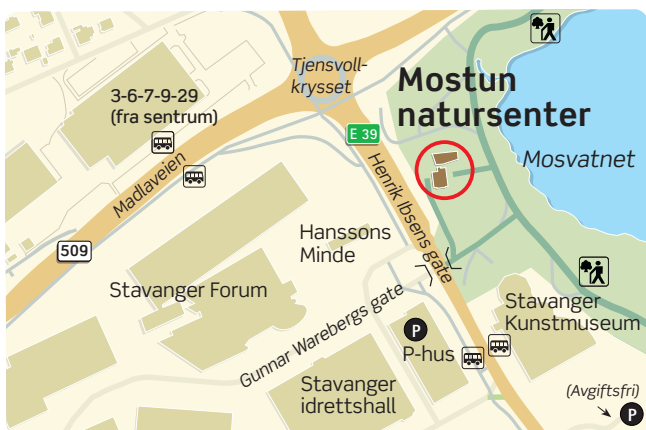 Tjensvoll-
krysset
Mostun
natursenter
3-6-7-9-29
(fra sentrum)
E 39
Mosvatnet
Madlaveien
Henrik Ibsens gate
509
Hanssons
Minde
Stavanger Forum
Gunnar Warebergs gate
Stavanger
Kunstmuseum
P
P-hus
Stavanger
idrettshall
(Avgiftsfri)
P